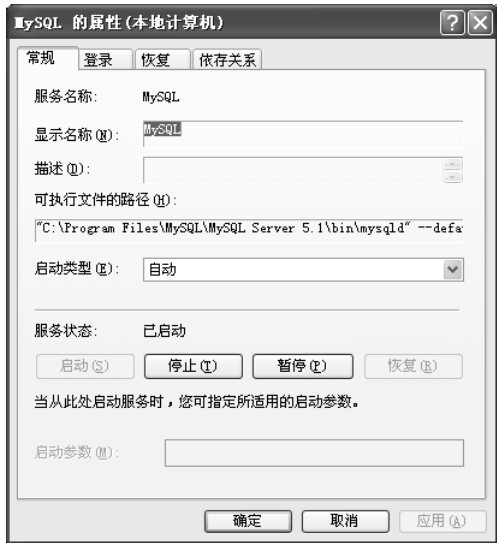 MySQL 的属性(本地计算机)
常规 登录 恢复 依存关系
服务名称: MySQL
显示名称(N): MySQL
描述(D):
可执行文件的路径(H):
"C:\Program Files\MySQL\MySQL Server 5.1\bin\mysqld" --defa
启动类型(E): 自动
服务状态: 已启动
启动(S) 停止(T) 暂停(P) 恢复(R)
当从此处启动服务时，您可指定所适用的启动参数。
启动参数(M):
确定 取消 应用(A)